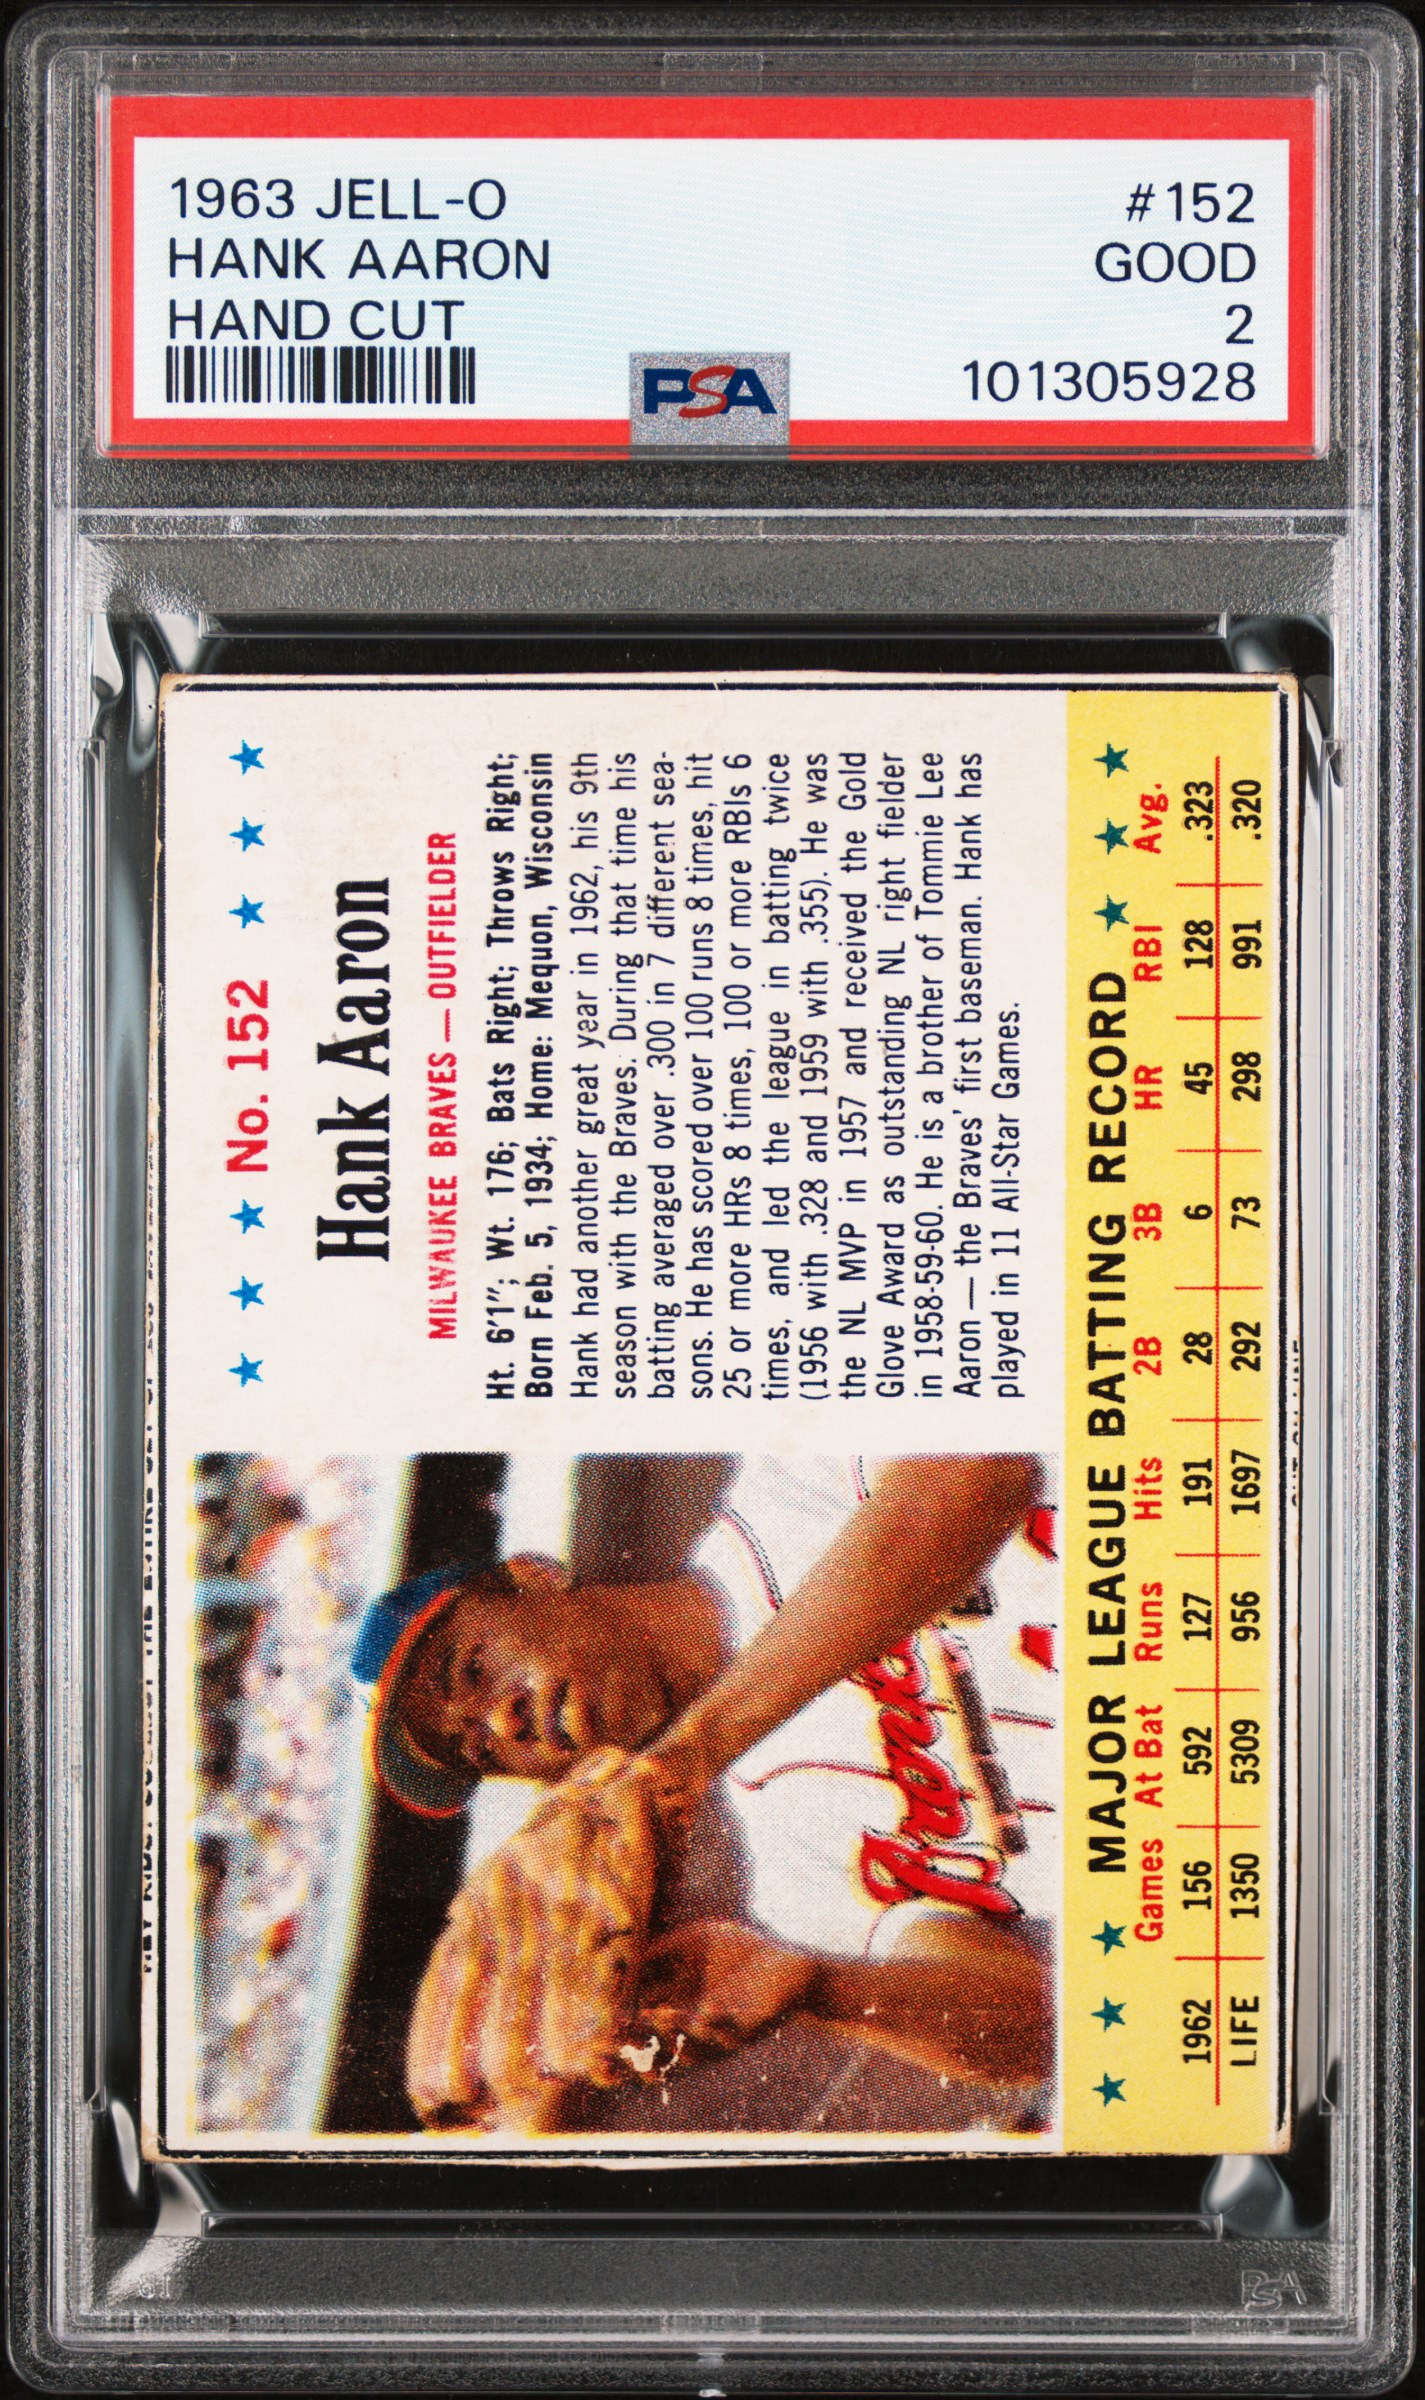 1963 JELL-O #152
HANK AARON GOOD
HAND CUT 2
PSA 101305928
No. 152
Hank Aaron
MILWAUKEE BRAVES — OUTFIELDER
Ht. 6'1"; Wt. 176; Bats Right; Throws Right;
Born Feb. 5, 1934; Home: Mequon, Wisconsin
Hank had another great year in 1962, his 9th
season with the Braves. During that time his
batting averaged over .300 in 7 different sea-
sons. He has scored over 100 runs 8 times, hit
25 or more HRs 8 times, 100 or more RBIs 6
times, and led the league in batting twice
(1956 with .328 and 1959 with .355). He was
the NL MVP in 1957 and received the Gold
Glove Award as outstanding NL right fielder
in 1958-59-60. He is a brother of Tommie Lee
Aaron — the Braves' first baseman. Hank has
played in 11 All-Star Games.
Braves
MAJOR LEAGUE BATTING RECORD
Games At Bat Runs Hits 2B 3B HR RBI Avg.
1962 156 592 127 191 28 6 45 128 .323
LIFE 1350 5309 956 1697 292 73 298 991 .320
PSA